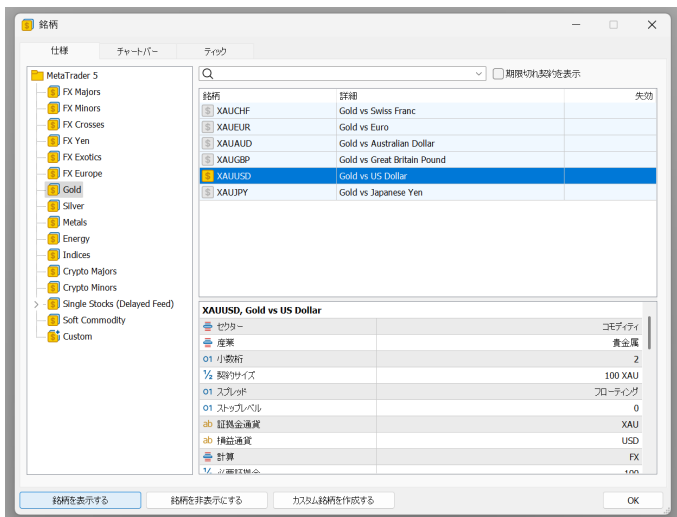 銘柄
仕様 チャートバー ティック
MetaTrader 5
FX Majors
FX Minors
FX Crosses
FX Yen
FX Exotics
FX Europe
Gold
Silver
Metals
Energy
Indices
Crypto Majors
Crypto Minors
Single Stocks (Delayed Feed)
Soft Commodity
Custom
期限切れ契約を表示
銘柄 詳細 失効
XAUCHF Gold vs Swiss Franc
XAUEUR Gold vs Euro
XAUAUD Gold vs Australian Dollar
XAUGBP Gold vs Great Britain Pound
XAUUSD Gold vs US Dollar
XAUJPY Gold vs Japanese Yen
XAUUSD, Gold vs US Dollar
セクター コモディティ
産業 貴金属
01 小数桁 2
½ 契約サイズ 100 XAU
01 スプレッド フローティング
01 ストップレベル 0
ab 証拠金通貨 XAU
ab 損益通貨 USD
計算 FX
銘柄を表示する 銘柄を非表示にする カスタム銘柄を作成する OK